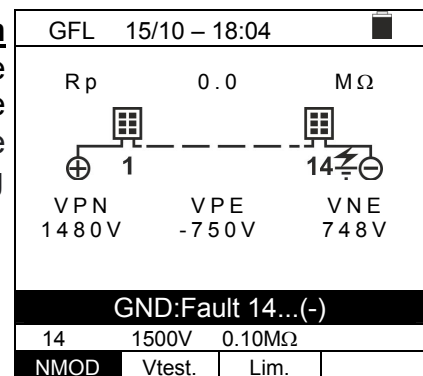 GFL 15/10 – 18:04
Rp 0.0 MΩ
1 14
VPN VPE VNE
1480V -750V 748V
GND:Fault 14...(-)
14 1500V 0.10MΩ
NMOD Vtest. Lim.